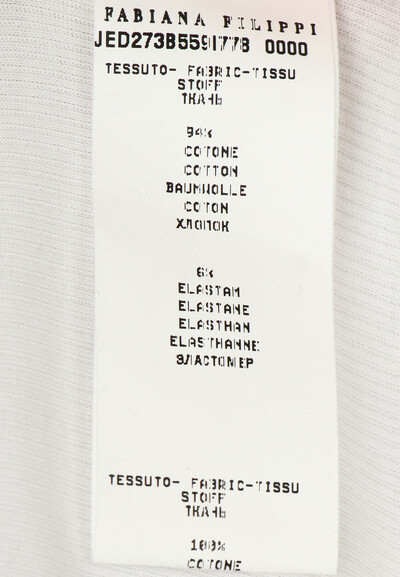 FABIANA FILIPPI
JED273B559I77B 0000
TESSUTO- FABRIC-TISSU
STOFF
ТКАНЬ
94%
COTONE
COTTON
BAUMWOLLE
COTON
ХЛОПОК
6%
ELASTAM
ELASTANE
ELASTHAN
ELASTHANNE
ЭЛАСТОМЕР
TESSUTO- FABRIC-TISSU
STOFF
ТКАНЬ
100%
COTONE